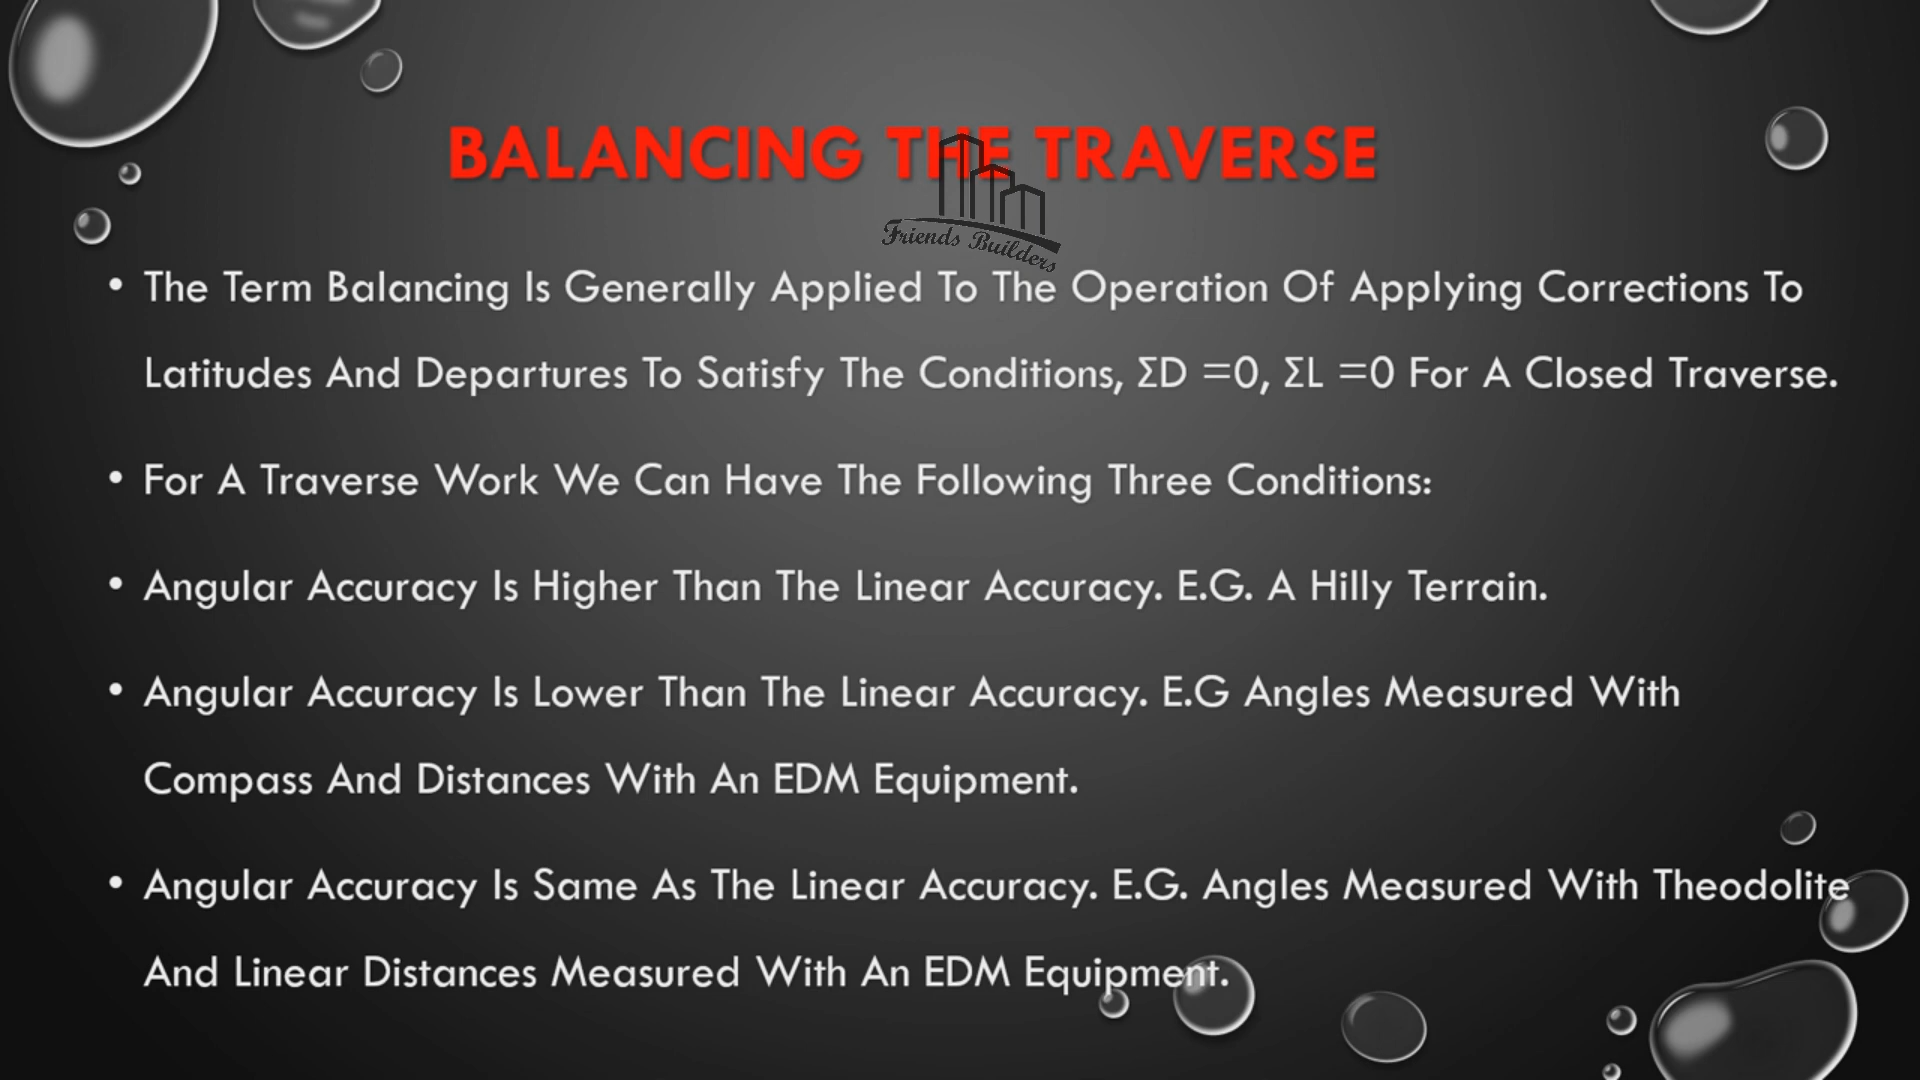 BALANCING THE TRAVERSE
Friends Builders
• The Term Balancing Is Generally Applied To The Operation Of Applying Corrections To
Latitudes And Departures To Satisfy The Conditions, ΣD =0, ΣL =0 For A Closed Traverse.
• For A Traverse Work We Can Have The Following Three Conditions:
• Angular Accuracy Is Higher Than The Linear Accuracy. E.G. A Hilly Terrain.
• Angular Accuracy Is Lower Than The Linear Accuracy. E.G Angles Measured With
Compass And Distances With An EDM Equipment.
• Angular Accuracy Is Same As The Linear Accuracy. E.G. Angles Measured With Theodolite
And Linear Distances Measured With An EDM Equipment.